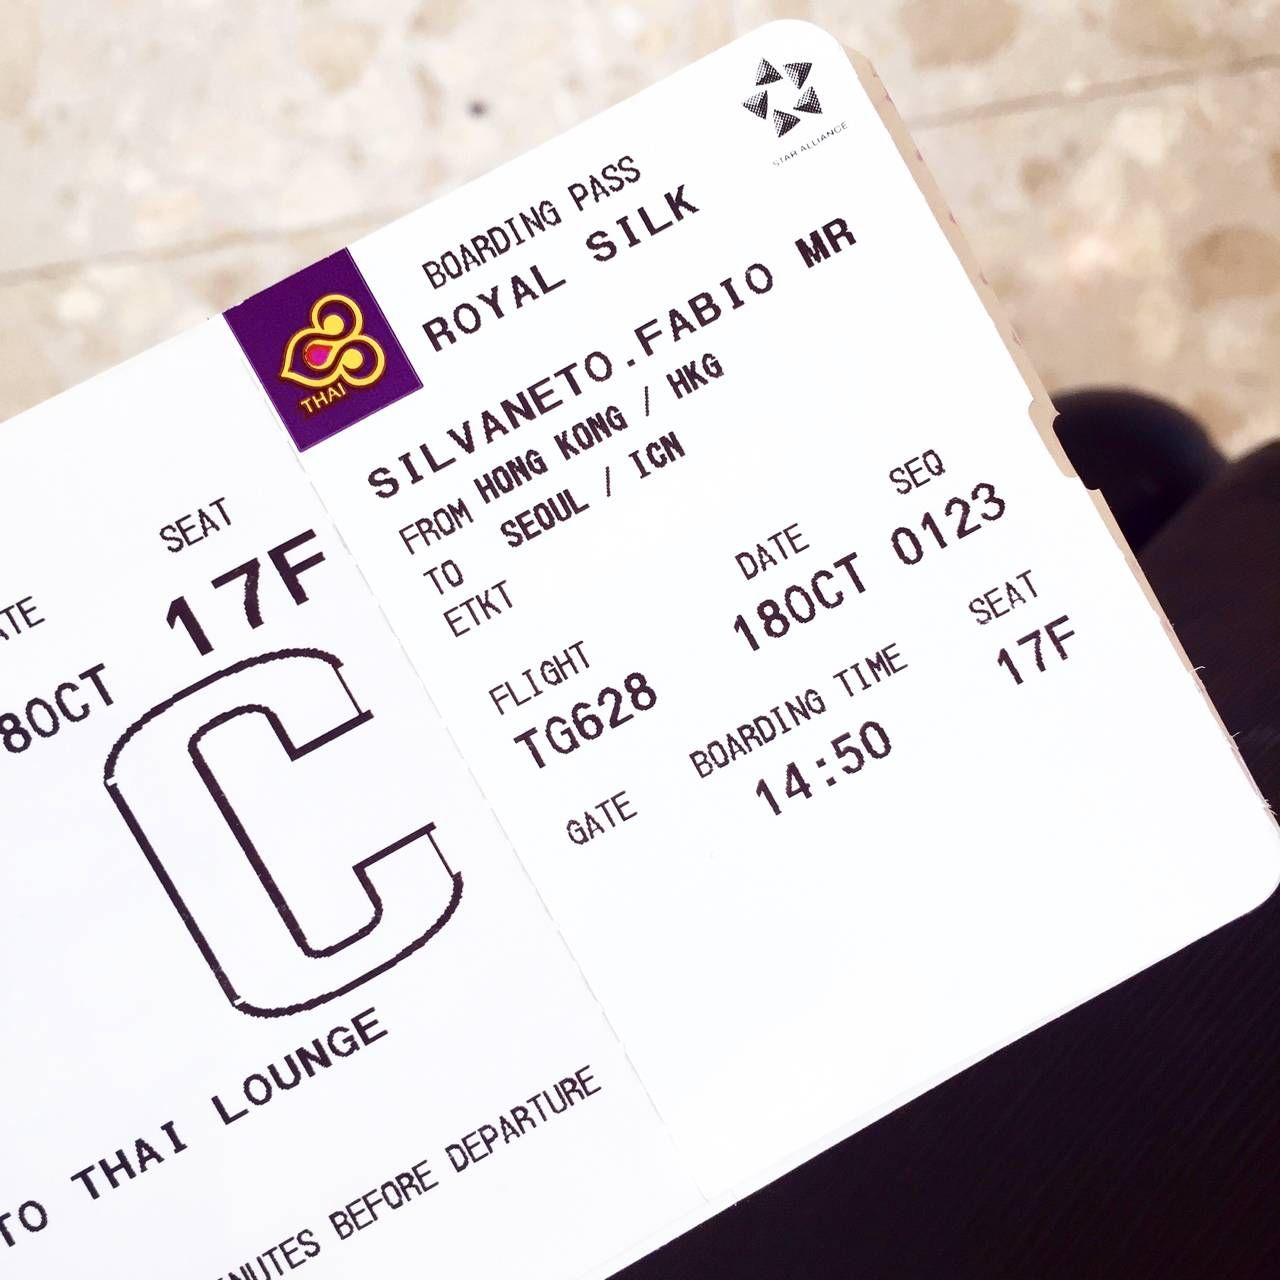 STAR ALLIANCE
BOARDING PASS
ROYAL SILK
THAI
SILVANETO.FABIO MR
FROM HONG KONG / HKG
TO SEOUL / ICN
ETKT
FLIGHT DATE SEQ
TG628 18OCT 0123
GATE BOARDING TIME SEAT
14:50 17F
SEAT
17F
8OCT
C
TO THAI LOUNGE
MINUTES BEFORE DEPARTURE